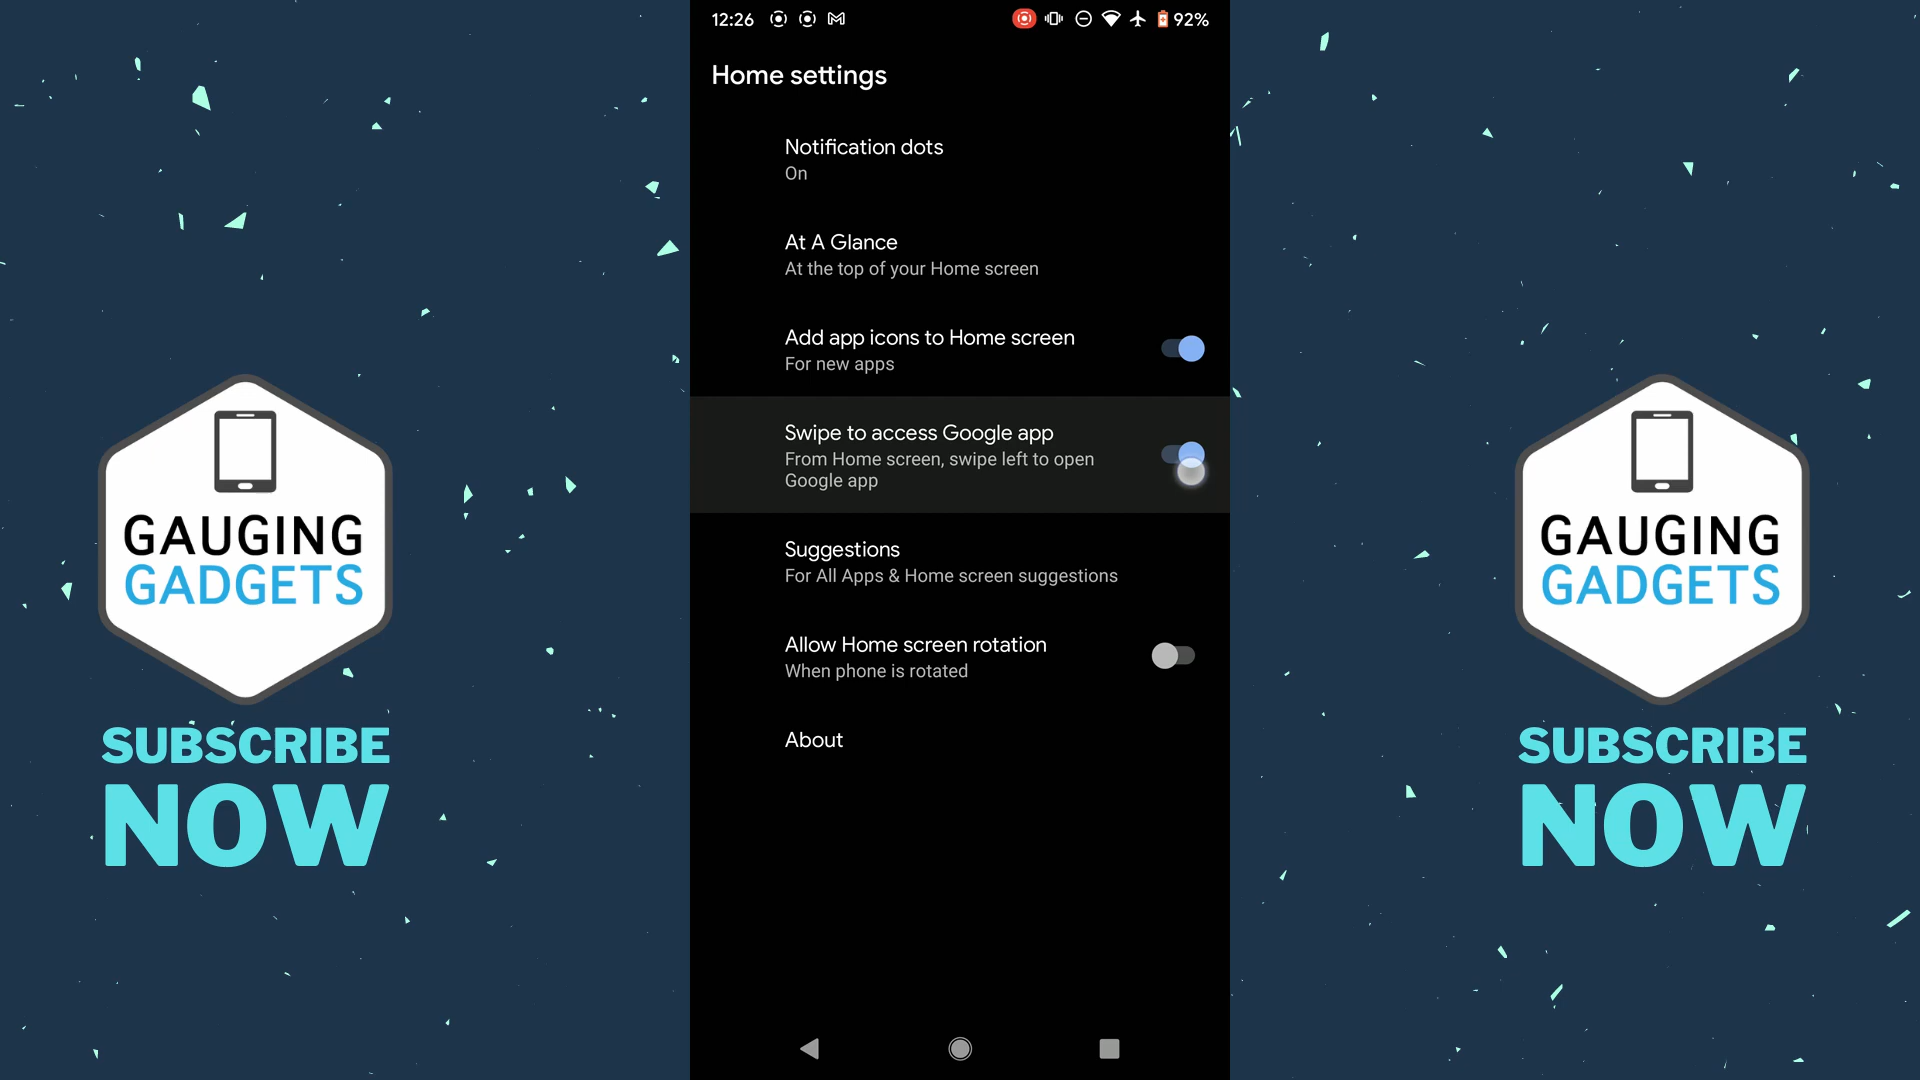 12:26
92%
Home settings
Notification dots
On
At A Glance
At the top of your Home screen
Add app icons to Home screen
For new apps
Swipe to access Google app
From Home screen, swipe left to open
Google app
Suggestions
For All Apps & Home screen suggestions
Allow Home screen rotation
When phone is rotated
About
GAUGING
GADGETS
SUBSCRIBE
NOW
GAUGING
GADGETS
SUBSCRIBE
NOW